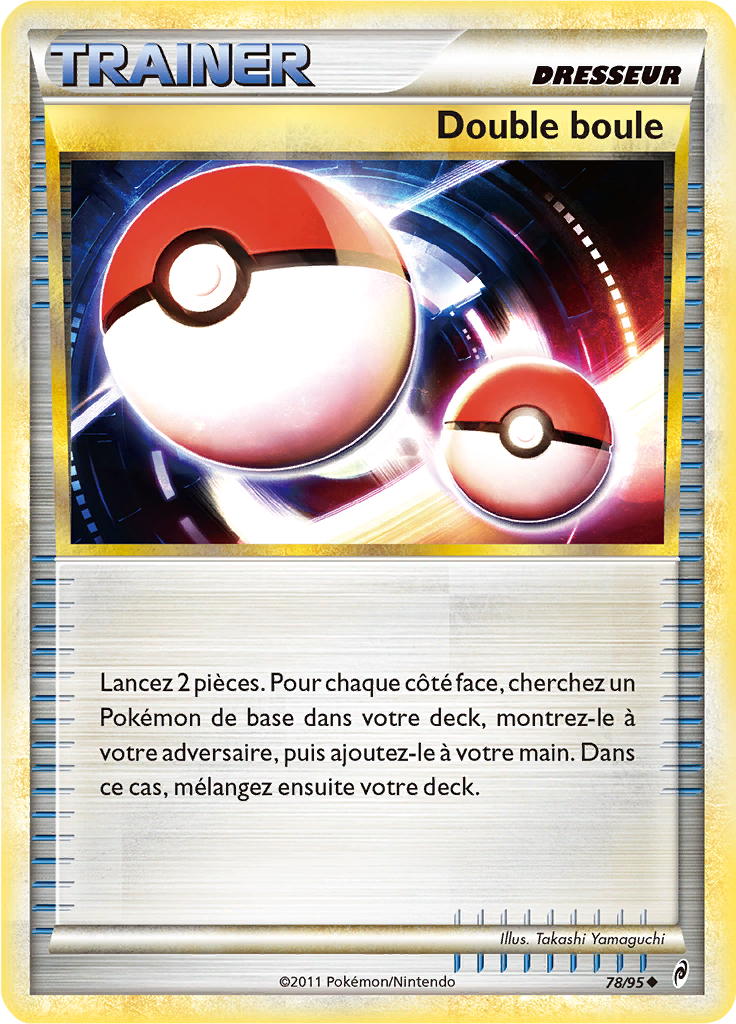 TRAINER
DRESSEUR
Double boule
Lancez 2 pièces. Pour chaque côté face, cherchez un
Pokémon de base dans votre deck, montrez-le à
votre adversaire, puis ajoutez-le à votre main. Dans
ce cas, mélangez ensuite votre deck.
Illus. Takashi Yamaguchi
©2011 Pokémon/Nintendo
78/95